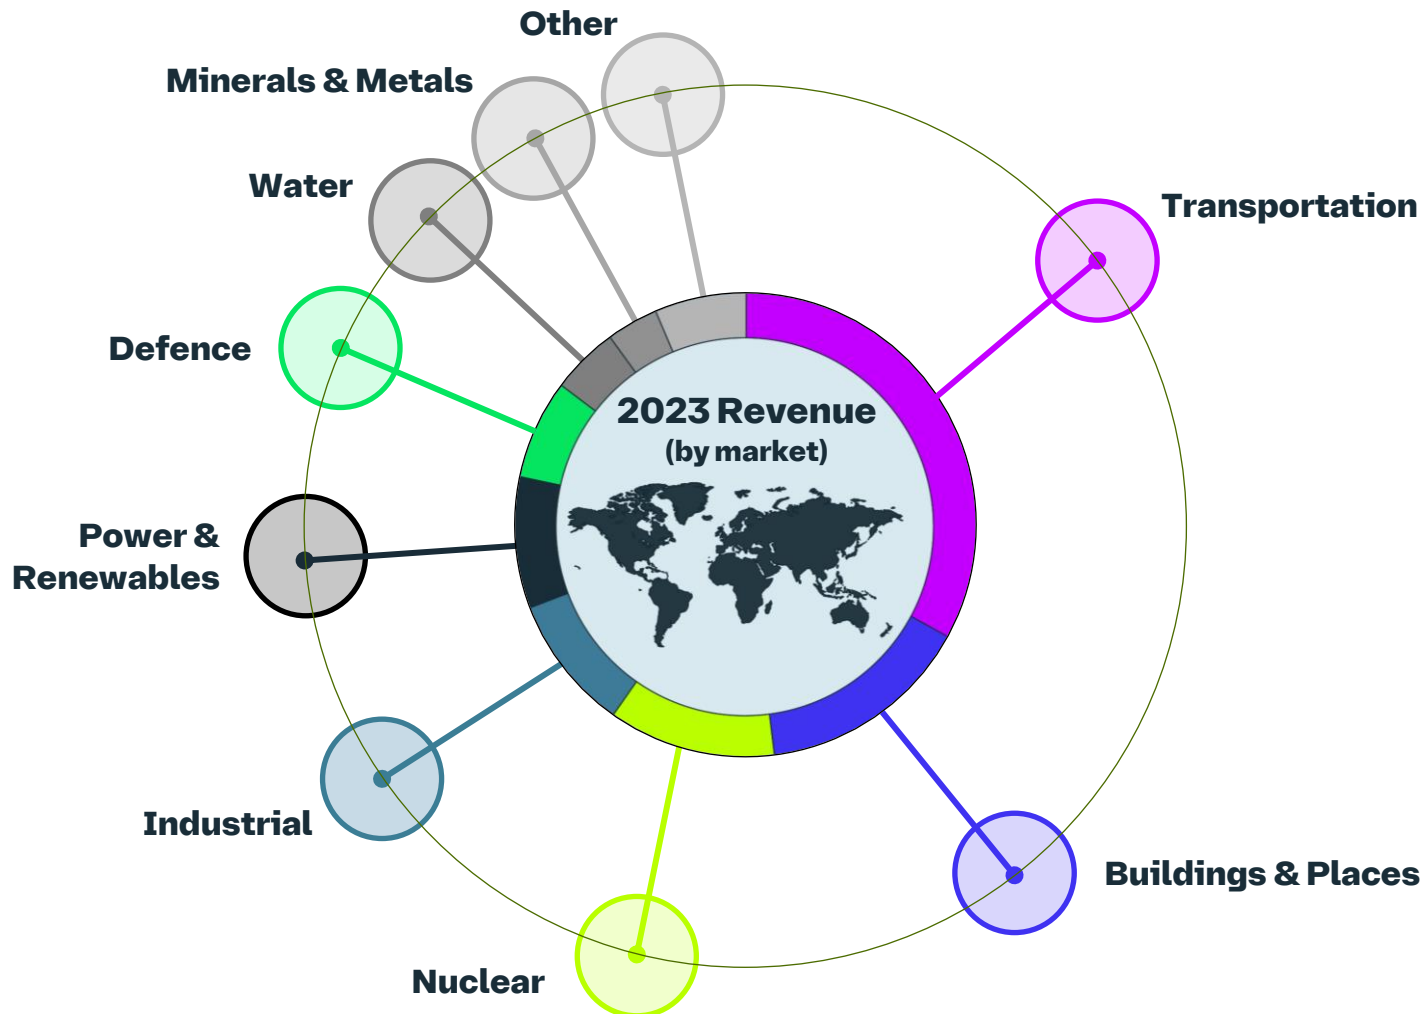 Other
Minerals & Metals
Water
Transportation
Defence
2023 Revenue
(by market)
Power &
Renewables
Industrial
Buildings & Places
Nuclear